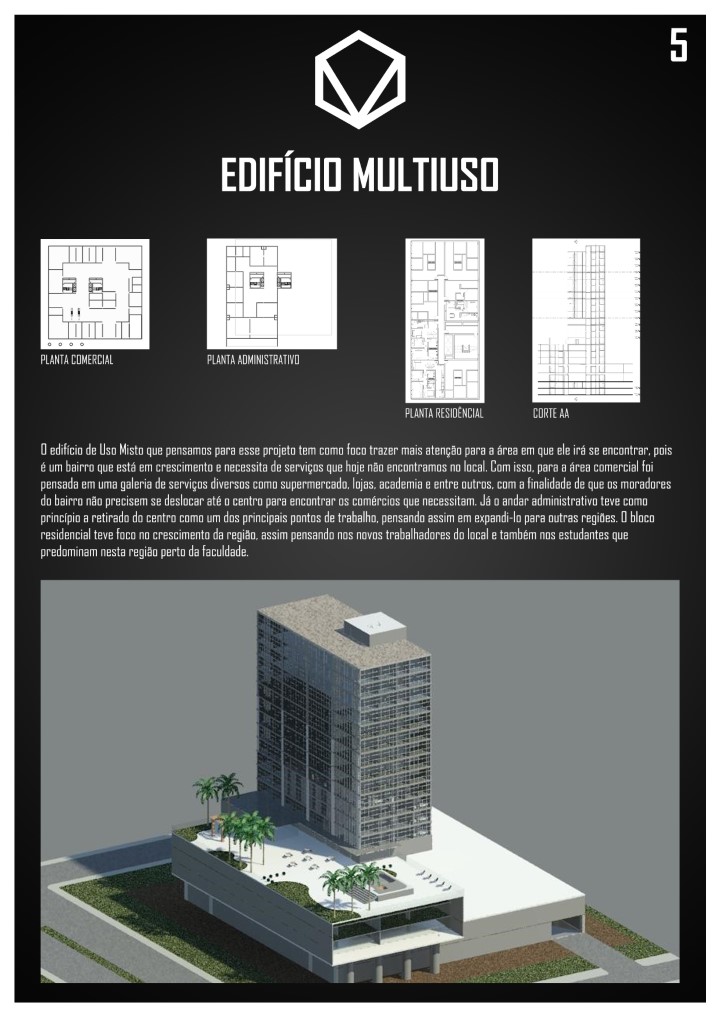 5
EDIFÍCIO MULTIUSO
PLANTA COMERCIAL
PLANTA ADMINISTRATIVO
PLANTA RESIDÊNCIAL
CORTE AA
O edifício de Uso Misto que pensamos para esse projeto tem como foco trazer mais atenção para a área em que ele irá se encontrar, pois
é um bairro que está em crescimento e necessita de serviços que hoje não encontramos no local. Com isso, para a área comercial foi
pensada em uma galeria de serviços diversos como supermercado, lojas, academia e entre outros, com a finalidade de que os moradores
do bairro não precisem se deslocar até o centro para encontrar os comércios que necessitam. Já o andar administrativo teve como
princípio a retirado do centro como um dos principais pontos de trabalho, pensando assim em expandi-lo para outras regiões. O bloco
residencial teve foco no crescimento da região, assim pensando nos novos trabalhadores do local e também nos estudantes que
predominam nesta região perto da faculdade.